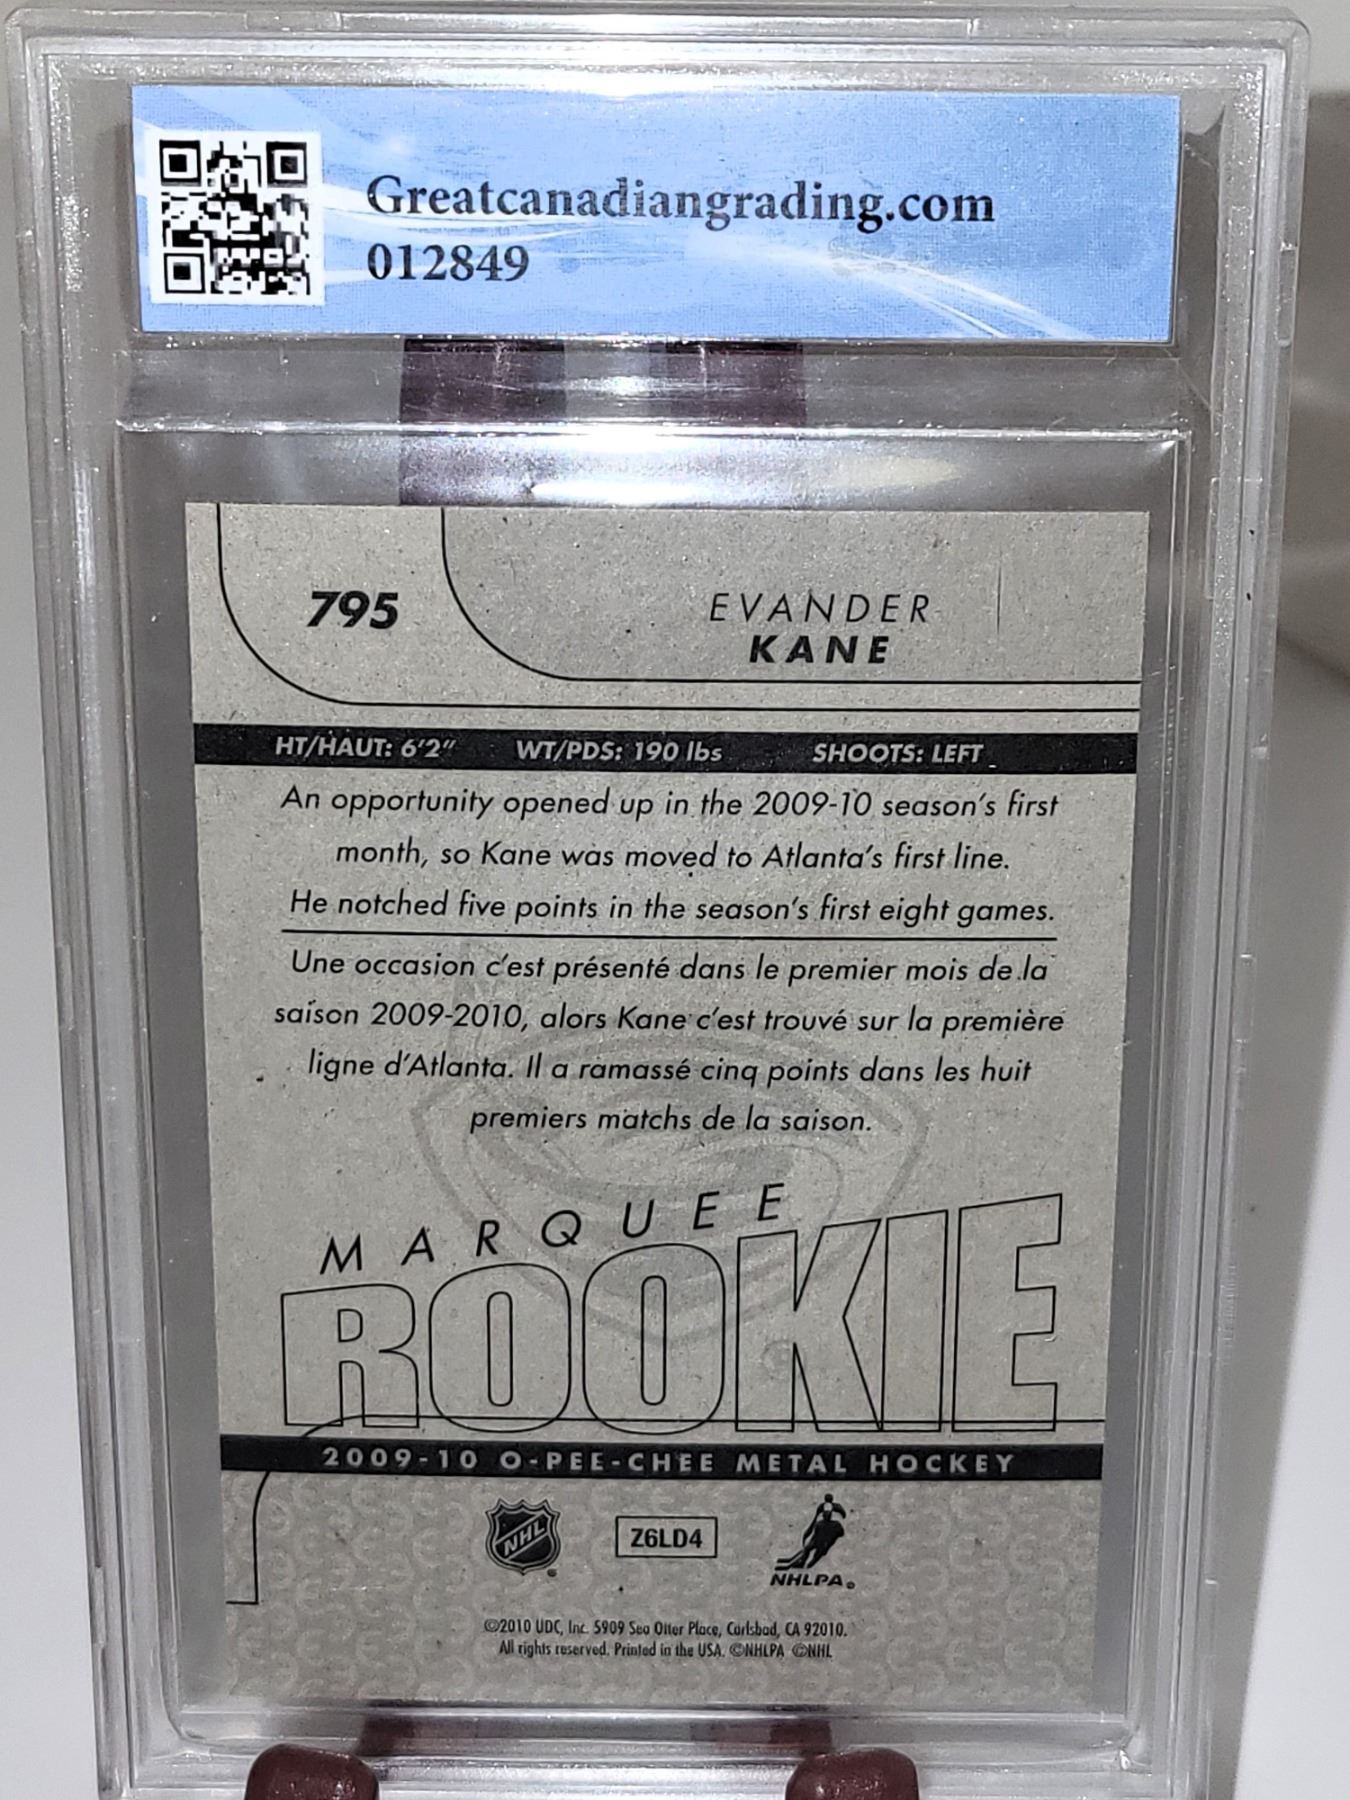 Greatcanadiangrading.com
012849
795
EVANDER
KANE
HT/HAUT: 6'2" WT/PDS: 190 lbs SHOOTS: LEFT
An opportunity opened up in the 2009-10 season's first
month, so Kane was moved to Atlanta's first line.
He notched five points in the season's first eight games.
Une occasion c'est présenté dans le premier mois de la
saison 2009-2010, alors Kane c'est trouvé sur la première
ligne d'Atlanta. Il a ramassé cinq points dans les huit
premiers matchs de la saison.
MARQUEE
ROOKIE
2009-10 O-PEE-CHEE METAL HOCKEY
NHL
Z6LD4
NHLPA
©2010 UDC, Inc. 5909 Sea Otter Place, Carlsbad, CA 92010.
All rights reserved. Printed in the USA. ©NHLPA ©NHL